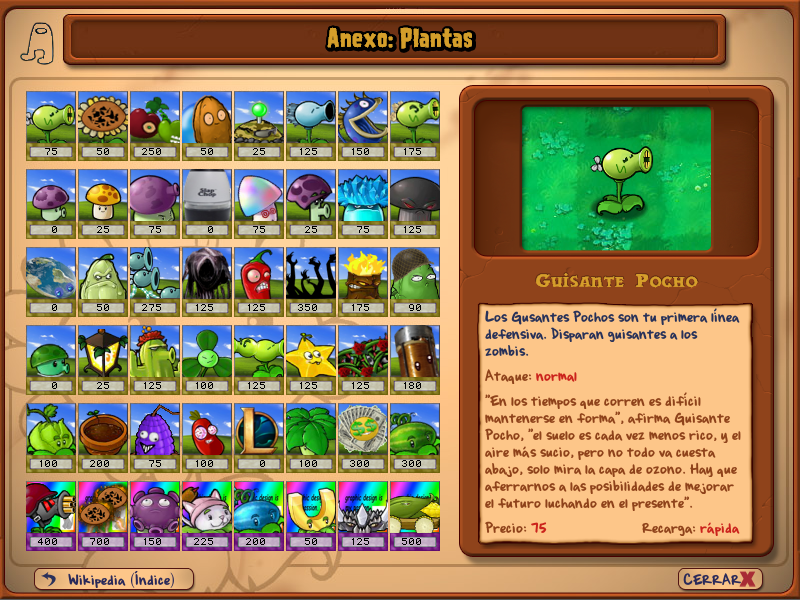 Anexo: Plantas
75 50 250 50 25 125 150 175
0 25 75 0 75 25 75 125
0 50 275 125 125 350 175 90
0 25 125 100 125 125 125 180
100 200 75 100 0 100 300 300
400 700 150 225 200 50 125 500
Guisante Pocho
Los Gusantes Pochos son tu primera línea
defensiva. Disparan guisantes a los
zombis.
Ataque: normal
"En los tiempos que corren es difícil
mantenerse en forma", afirma Guisante
Pocho, "el suelo es cada vez menos rico, y el
aire más sucio, pero no todo va cuesta
abajo, solo mira la capa de ozono. Hay que
aferrarnos a las posibilidades de mejorar
el futuro luchando en el presente".
Precio: 75 Recarga: rápida
Wikipedia (Índice)
CERRAR X